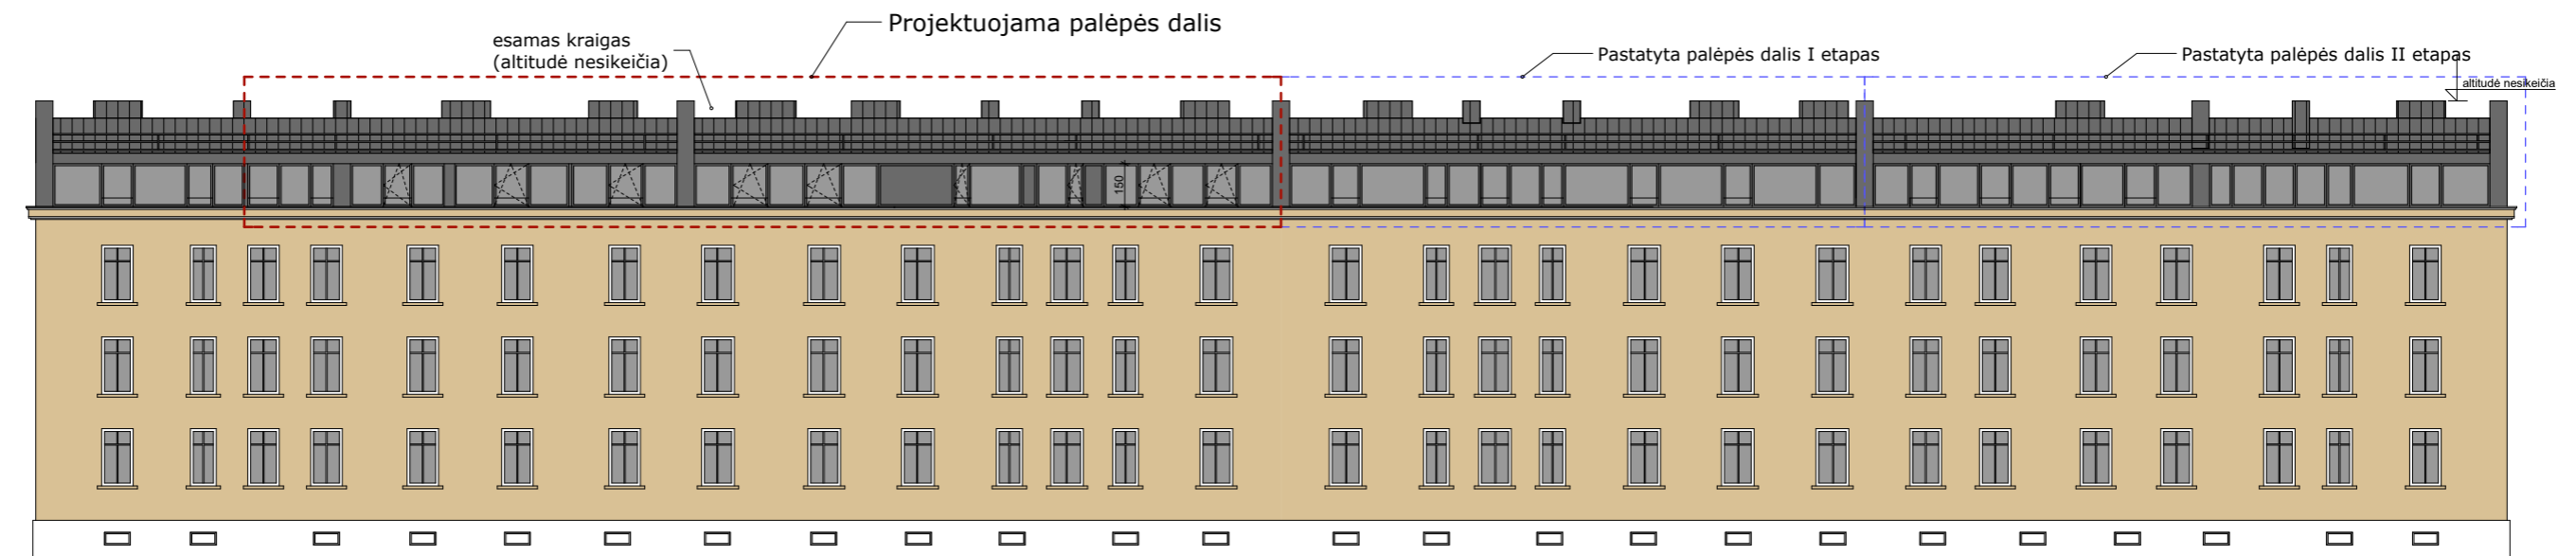 Projektuojama palėpės dalis
esamas kraigas
(altitudė nesikeičia)
Pastatyta palėpės dalis I etapas
Pastatyta palėpės dalis II etapas
altitudė nesikeičia
150